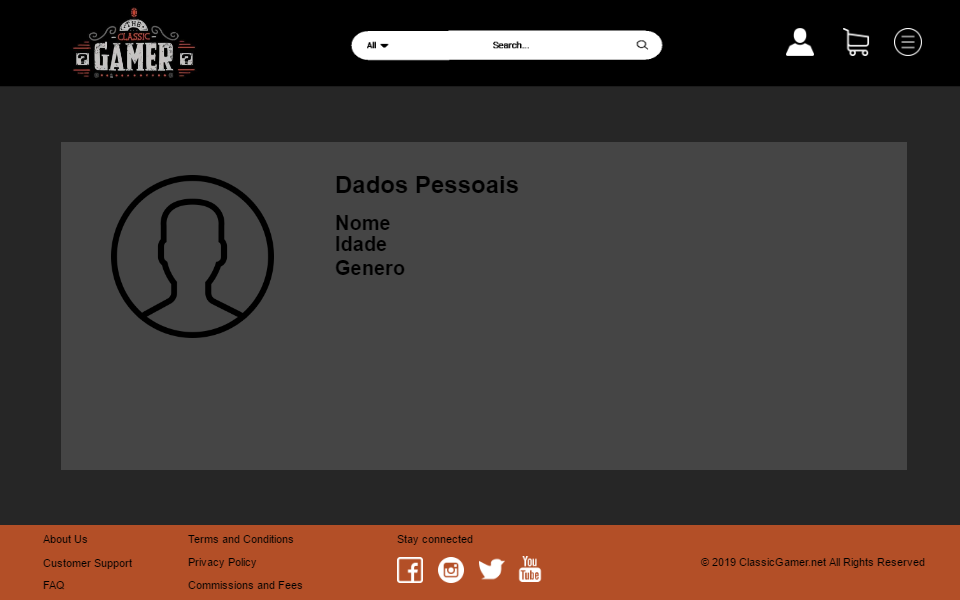 THE
CLASSIC
GAMER
? ?
All
Search...
Dados Pessoais
Nome
Idade
Genero
About Us
Customer Support
FAQ
Terms and Conditions
Privacy Policy
Commissions and Fees
Stay connected
You
Tube
© 2019 ClassicGamer.net All Rights Reserved